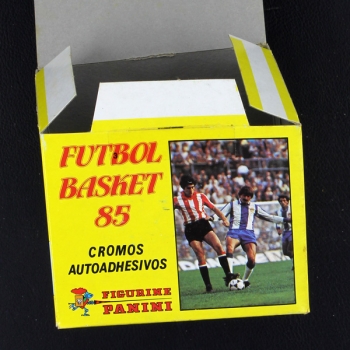 FUTBOL
BASKET
85
CROMOS
AUTOADHESIVOS
FIGURINE
PANINI